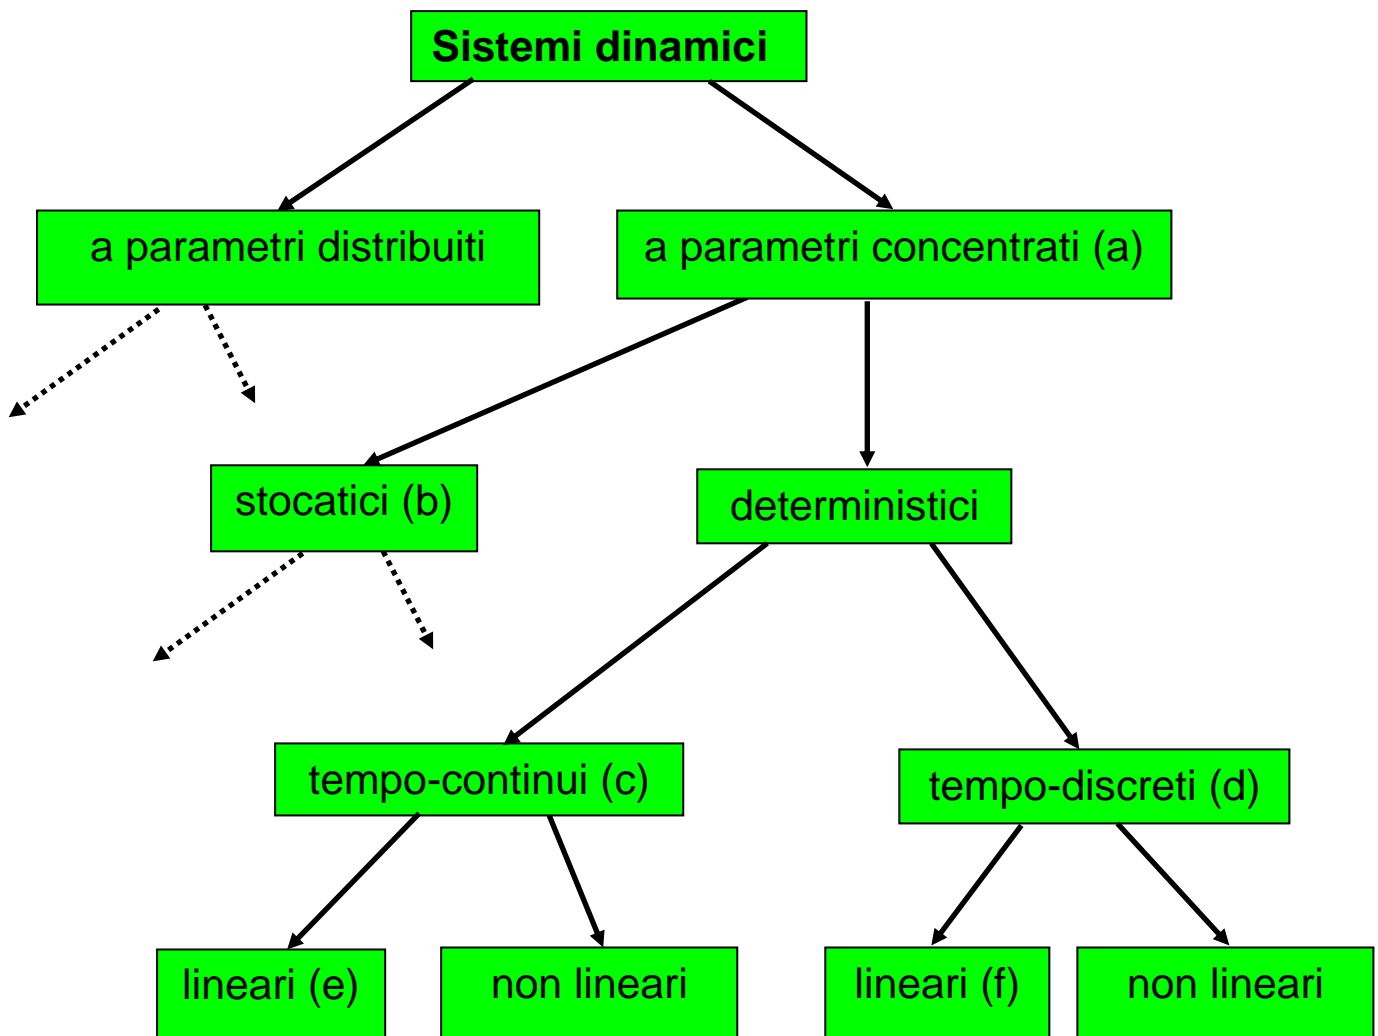 Sistemi dinamici
a parametri distribuiti
a parametri concentrati (a)
stocatici (b)
deterministici
tempo-continui (c)
tempo-discreti (d)
lineari (e)
non lineari
lineari (f)
non lineari